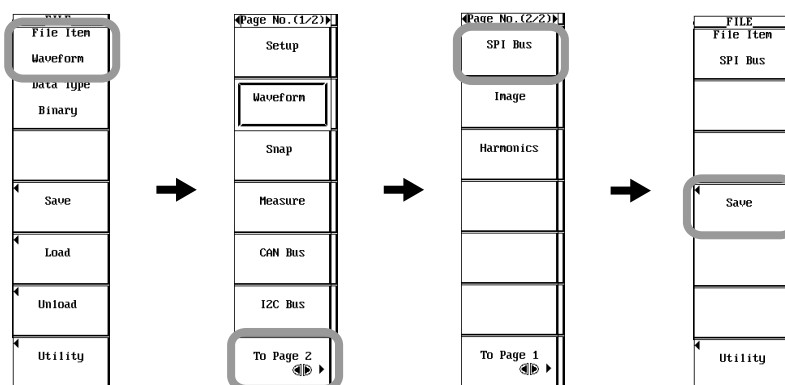 FILE
File Item
Waveform
Data Type
Binary
Save
Load
Unload
Utility
Page No.(1/2)
Setup
Waveform
Snap
Measure
CAN Bus
I2C Bus
To Page 2
Page No.(2/2)
SPI Bus
Image
Harmonics
To Page 1
FILE
File Item
SPI Bus
Save
Utility